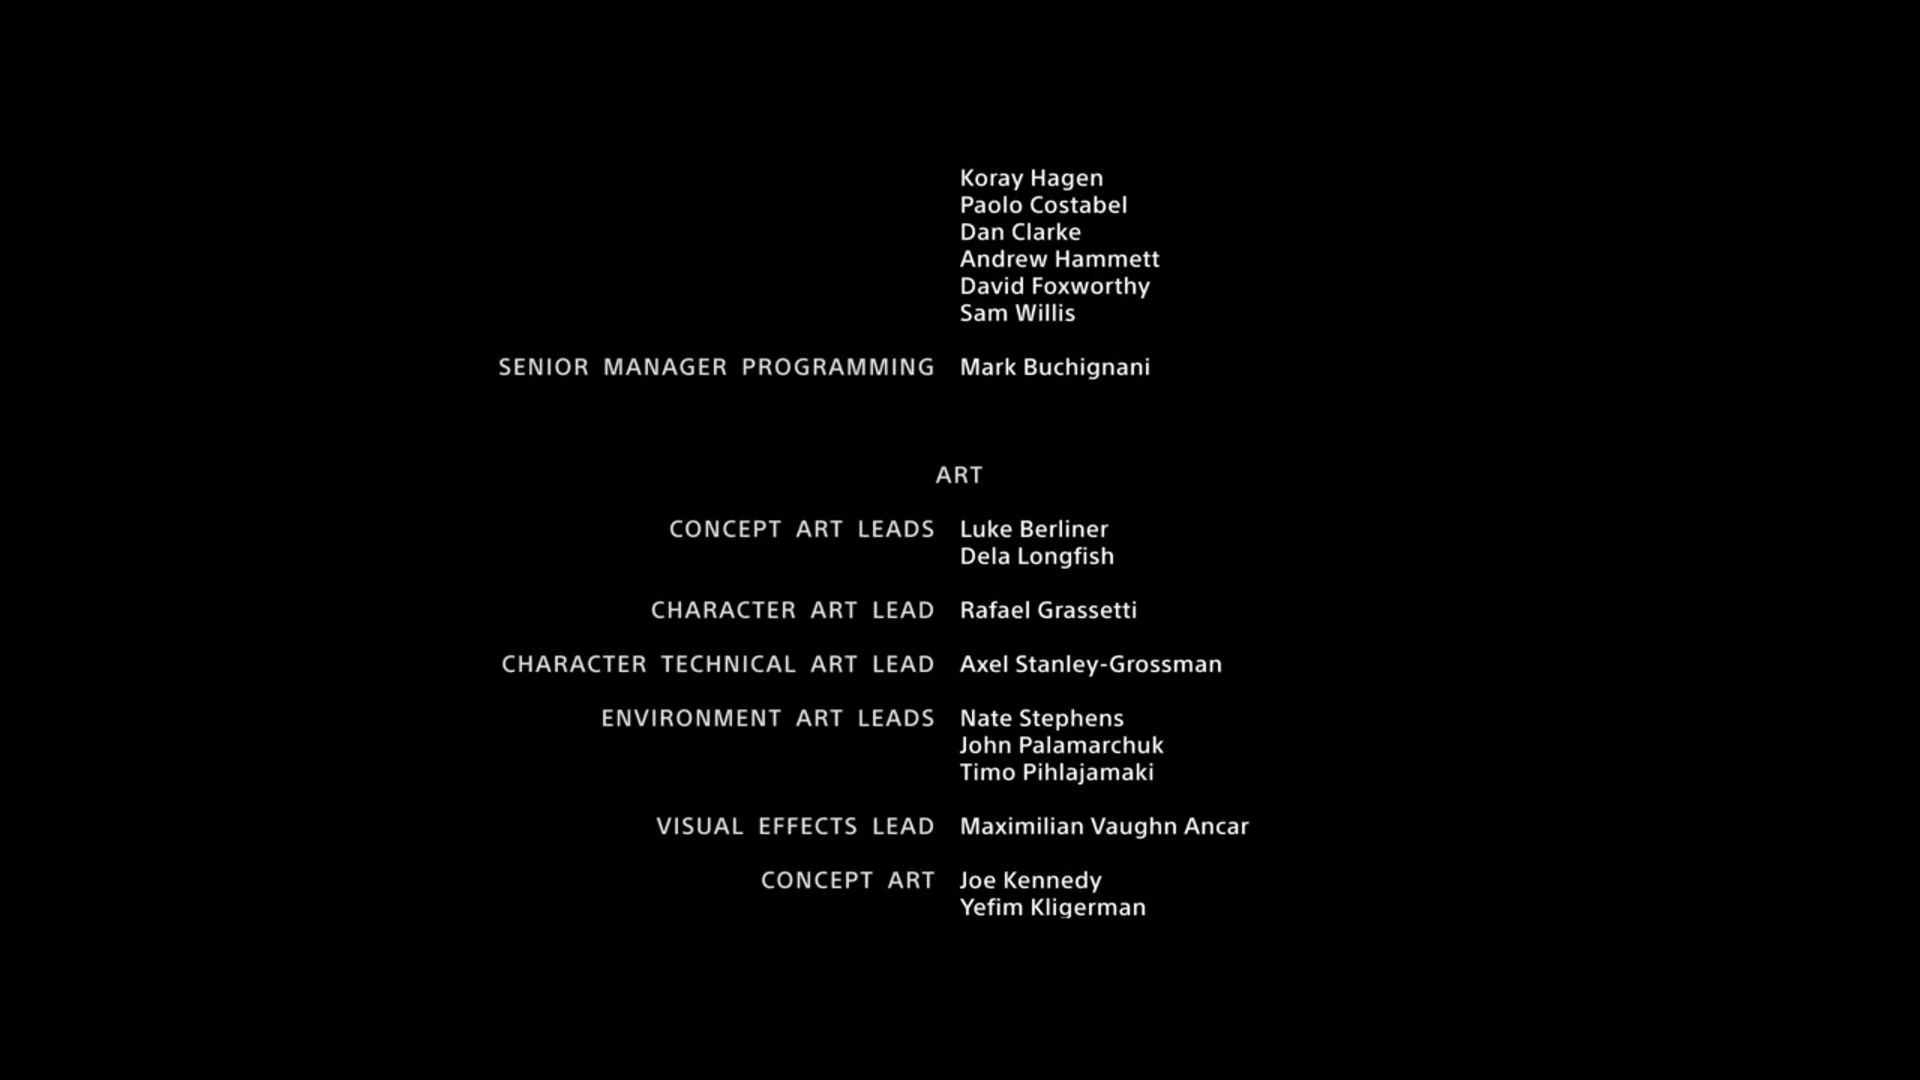 Koray Hagen
Paolo Costabel
Dan Clarke
Andrew Hammett
David Foxworthy
Sam Willis
SENIOR MANAGER PROGRAMMING Mark Buchignani
ART
CONCEPT ART LEADS Luke Berliner
Dela Longfish
CHARACTER ART LEAD Rafael Grassetti
CHARACTER TECHNICAL ART LEAD Axel Stanley-Grossman
ENVIRONMENT ART LEADS Nate Stephens
John Palamarchuk
Timo Pihlajamaki
VISUAL EFFECTS LEAD Maximilian Vaughn Ancar
CONCEPT ART Joe Kennedy
Yefim Kligerman